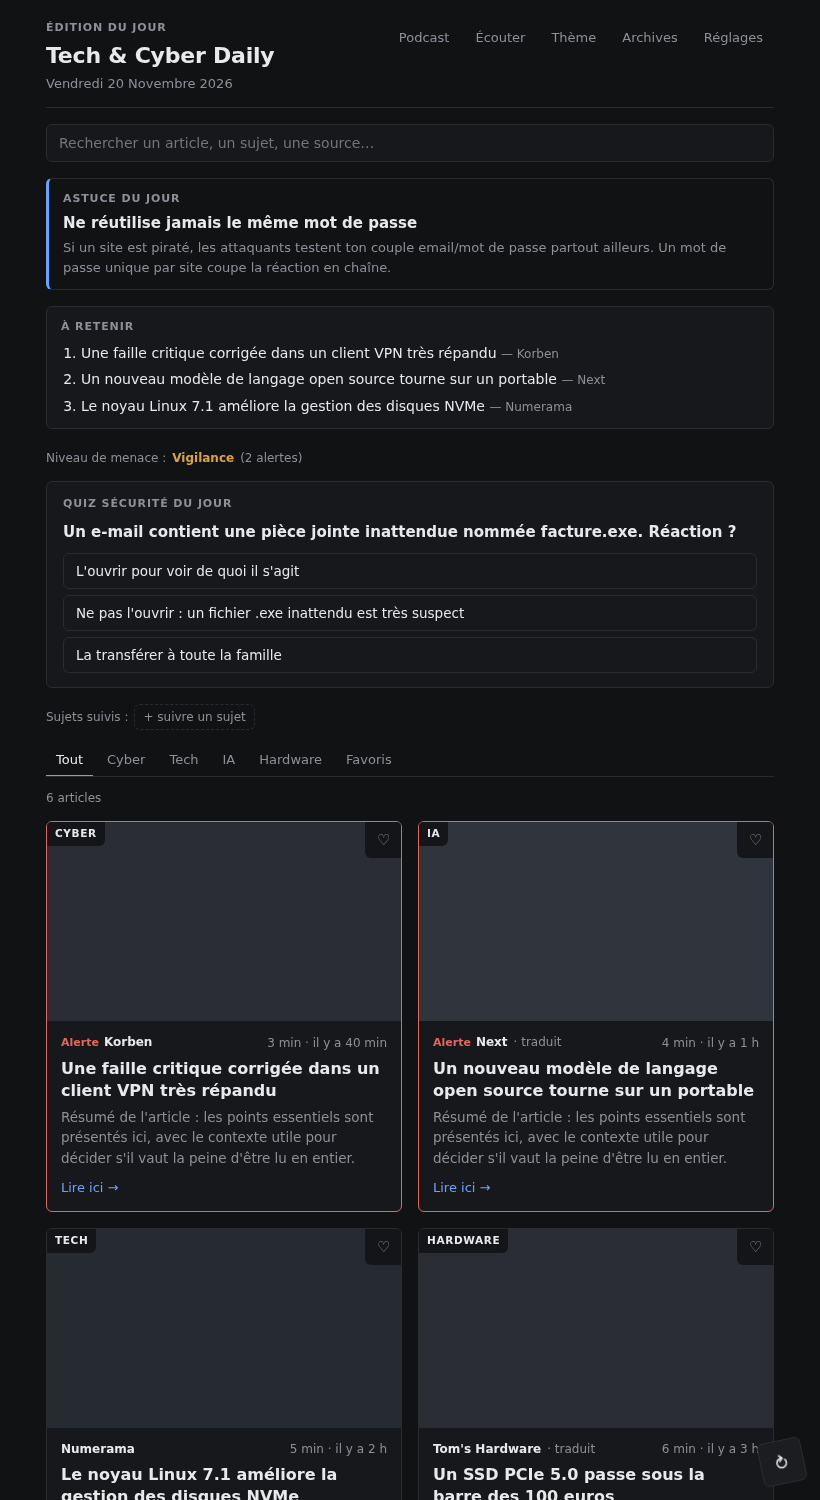 ÉDITION DU JOUR
Tech & Cyber Daily
Vendredi 20 Novembre 2026
Podcast Écouter Thème Archives Réglages
Rechercher un article, un sujet, une source…
ASTUCE DU JOUR
Ne réutilise jamais le même mot de passe
Si un site est piraté, les attaquants testent ton couple email/mot de passe partout ailleurs. Un mot de
passe unique par site coupe la réaction en chaîne.
À RETENIR
1. Une faille critique corrigée dans un client VPN très répandu — Korben
2. Un nouveau modèle de langage open source tourne sur un portable — Next
3. Le noyau Linux 7.1 améliore la gestion des disques NVMe — Numerama
Niveau de menace : Vigilance (2 alertes)
QUIZ SÉCURITÉ DU JOUR
Un e-mail contient une pièce jointe inattendue nommée facture.exe. Réaction ?
L'ouvrir pour voir de quoi il s'agit
Ne pas l'ouvrir : un fichier .exe inattendu est très suspect
La transférer à toute la famille
Sujets suivis : + suivre un sujet
Tout Cyber Tech IA Hardware Favoris
6 articles
CYBER
Alerte Korben 3 min · il y a 40 min
Une faille critique corrigée dans un
client VPN très répandu
Résumé de l'article : les points essentiels sont
présentés ici, avec le contexte utile pour
décider s'il vaut la peine d'être lu en entier.
Lire ici →
IA
Alerte Next · traduit 4 min · il y a 1 h
Un nouveau modèle de langage
open source tourne sur un portable
Résumé de l'article : les points essentiels sont
présentés ici, avec le contexte utile pour
décider s'il vaut la peine d'être lu en entier.
Lire ici →
TECH
Numerama 5 min · il y a 2 h
Le noyau Linux 7.1 améliore la
gestion des disques NVMe
HARDWARE
Tom's Hardware · traduit 6 min · il y a 3 h
Un SSD PCIe 5.0 passe sous la
barre des 100 euros